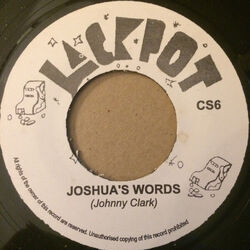 JACKPOT
CS6
JOSHUA'S WORDS
(Johnny Clark)
All rights of the owner of this record reserved. Unauthorised copying of this record prohibited.